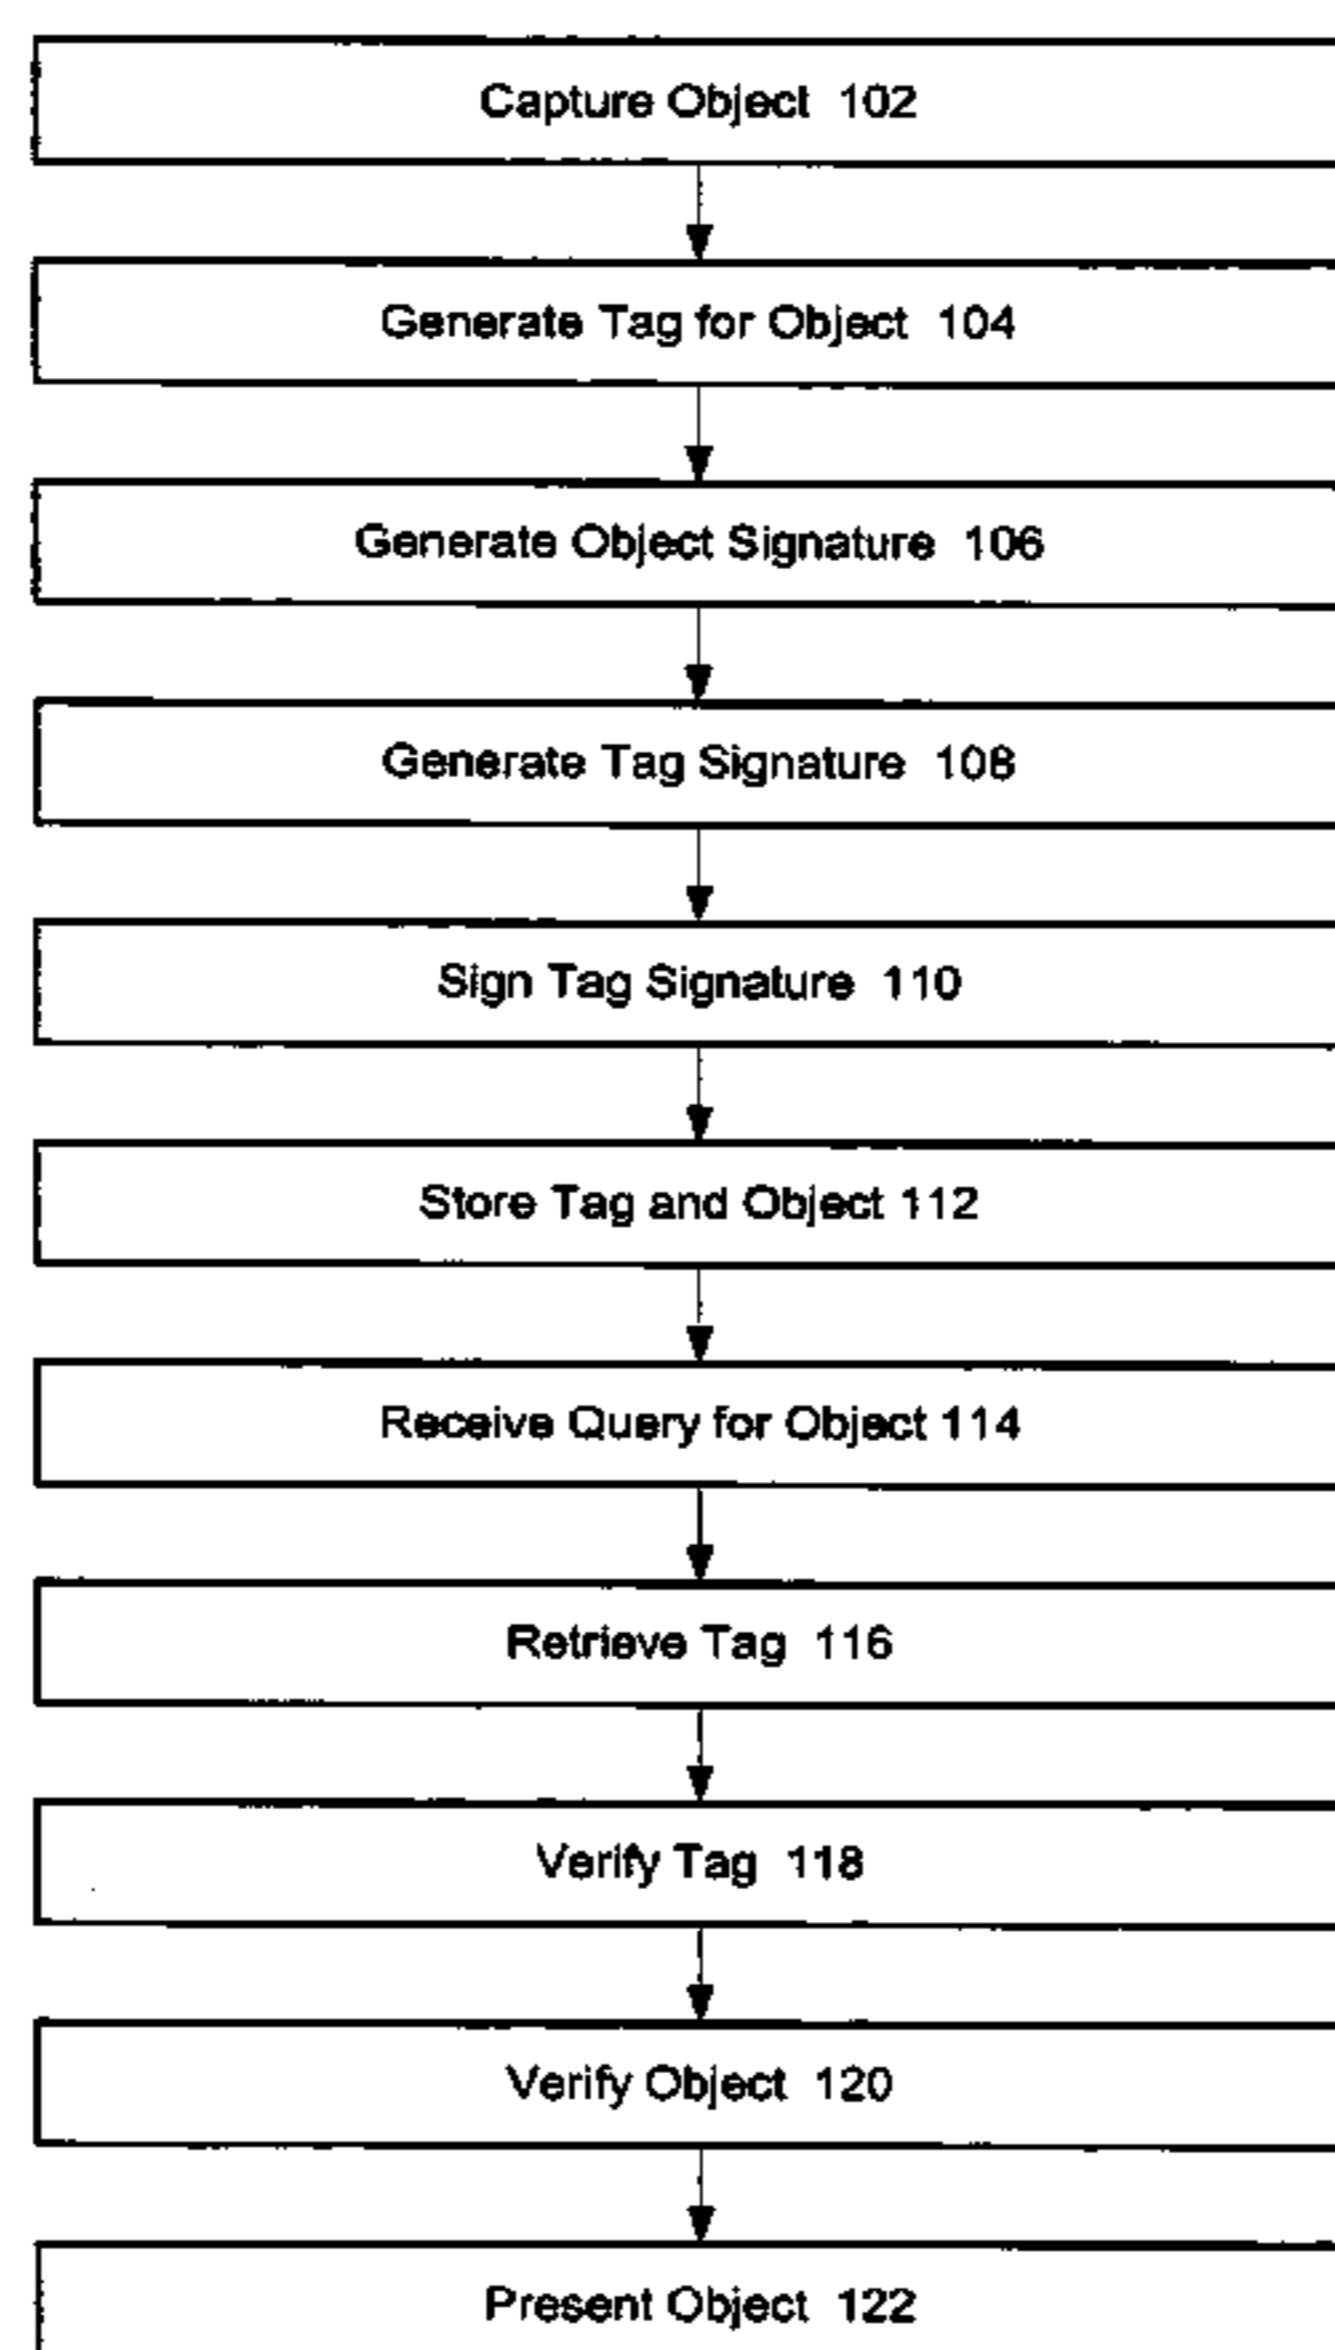 Capture Object 102
Generate Tag for Object 104
Generate Object Signature 106
Generate Tag Signature 108
Sign Tag Signature 110
Store Tag and Object 112
Receive Query for Object 114
Retrieve Tag 116
Verify Tag 118
Verify Object 120
Present Object 122